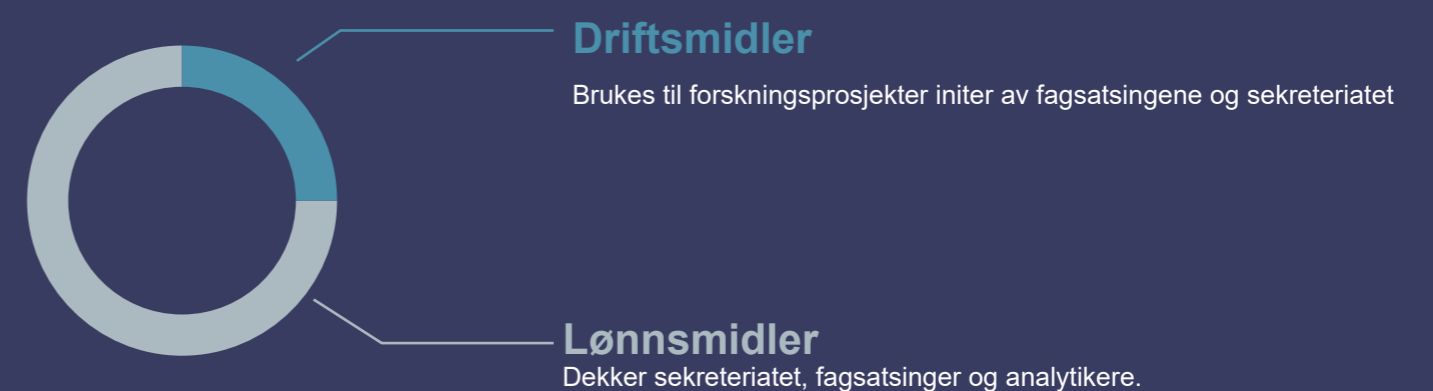 Driftsmidler
Brukes til forskningsprosjekter initer av fagsatsingene og sekreteriatet
Lønnsmidler
Dekker sekreteriatet, fagsatsinger og analytikere.